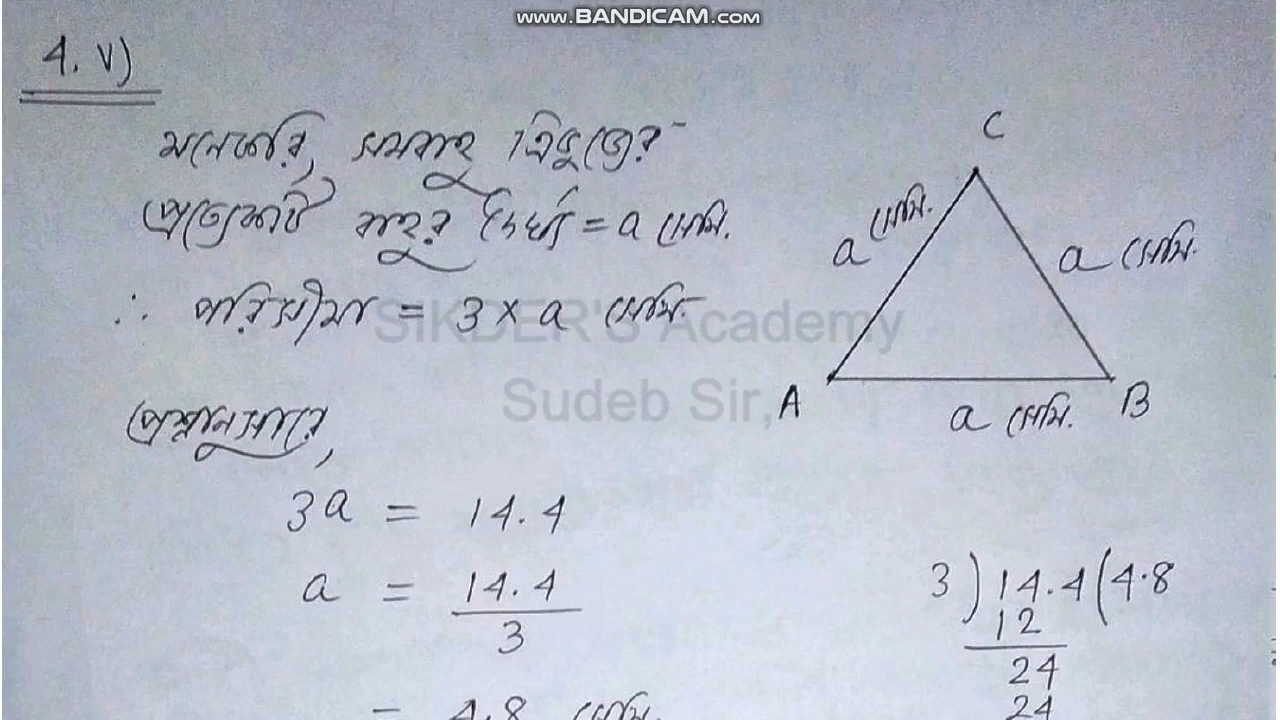 www.BANDICAM.com
4. v)
মনেকরি, সমবাহু ত্রিভুজের
প্রত্যেকটি বাহুর দৈর্ঘ্য = a সেমি.
∴ পরিসীমা = 3 × a সেমি.
SIKDER'S Academy
Sudeb Sir,
প্রশ্নানুসারে,
3a = 14.4
a = 14.4
3
= 4.8 সেমি.
C
a সেমি.
a সেমি.
A
B
a সেমি.
3 ) 14.4 ( 4.8
12
24
24